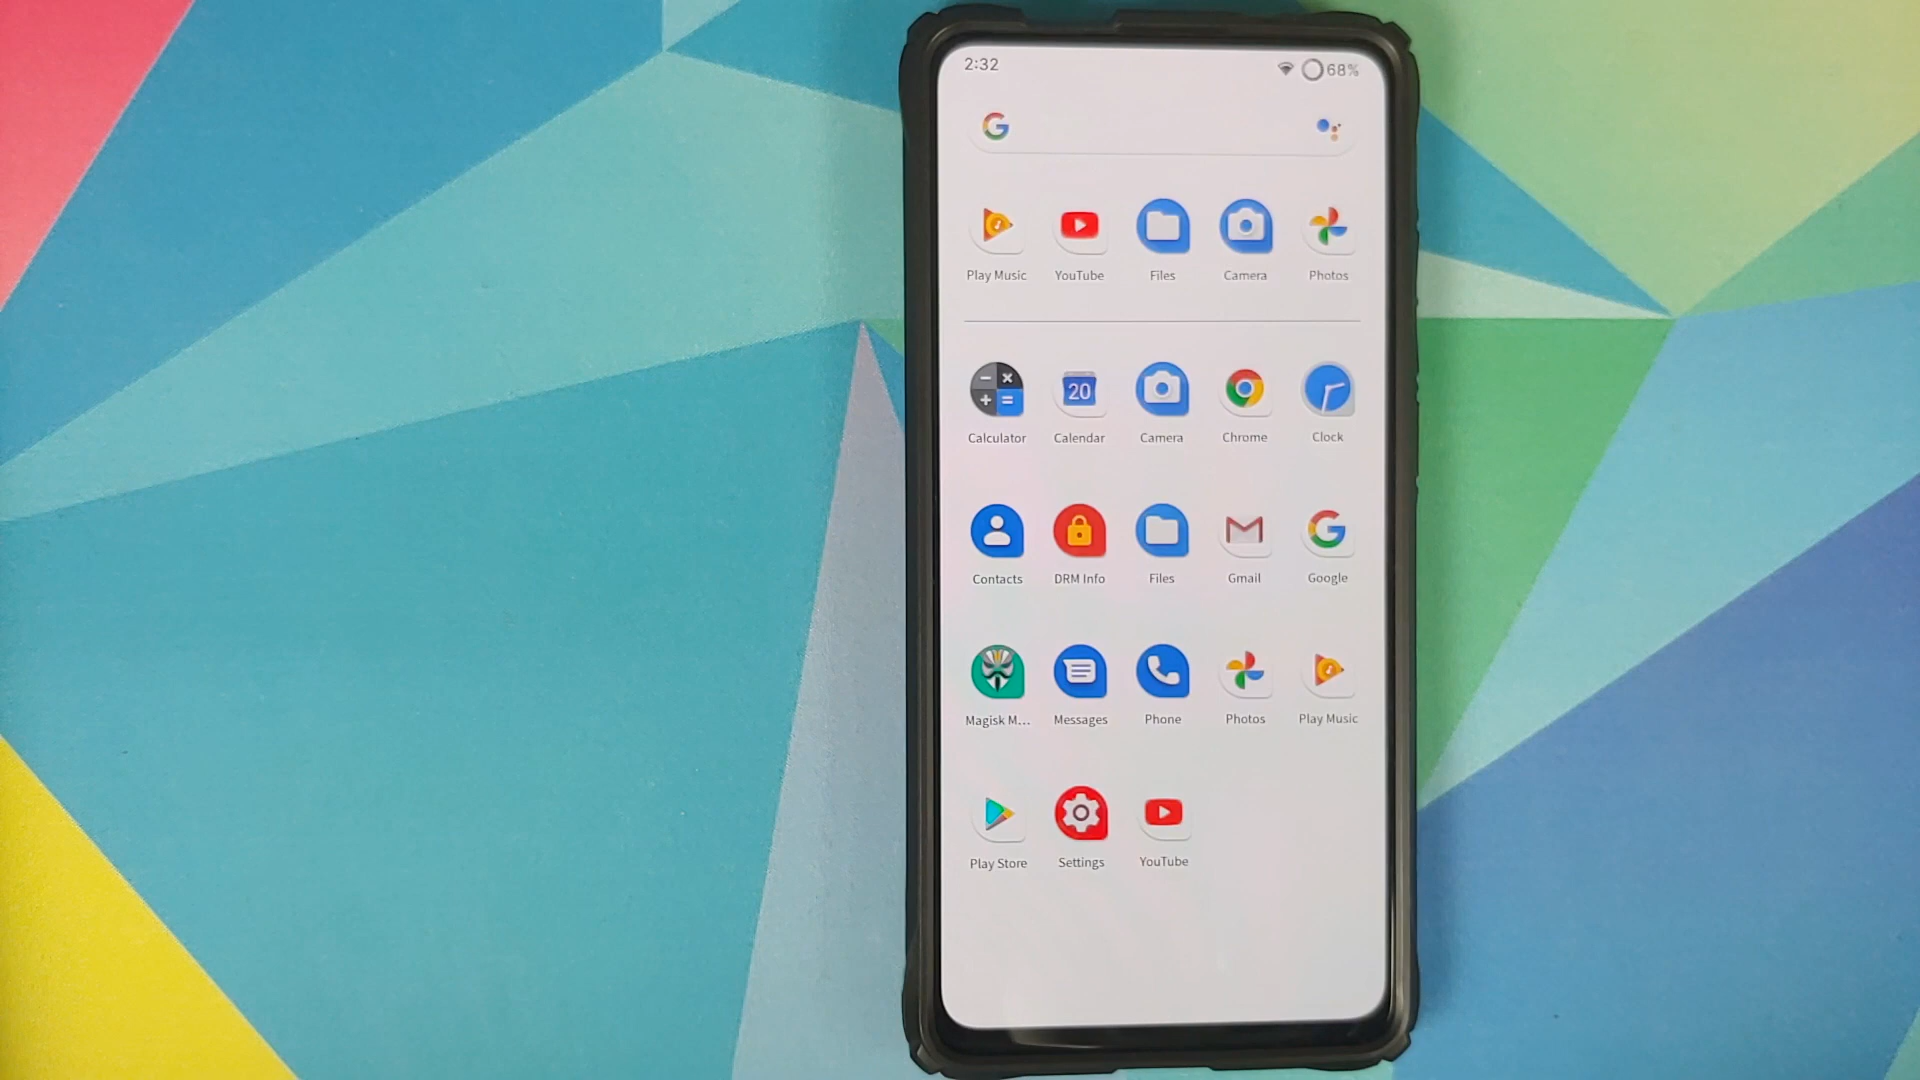 2:32
68%
Play Music YouTube Files Camera Photos
20
Calculator Calendar Camera Chrome Clock
Contacts DRM Info Files Gmail Google
Magisk M... Messages Phone Photos Play Music
Play Store Settings YouTube